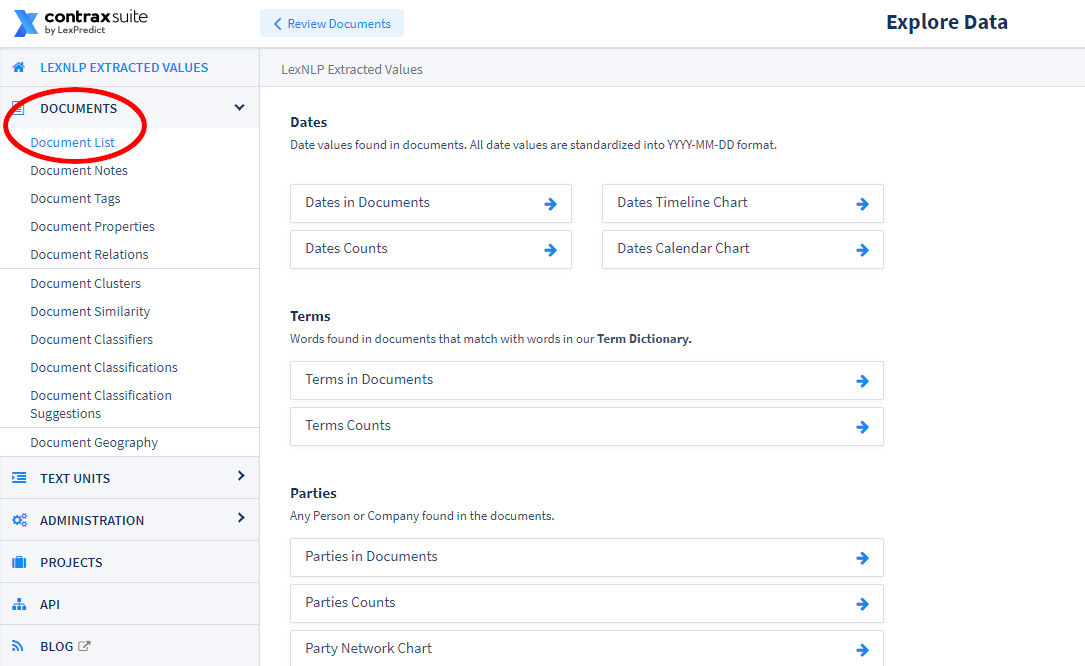 contraxsuite
by LexPredict
Review Documents
Explore Data
LEXNLP EXTRACTED VALUES
DOCUMENTS
Document List
Document Notes
Document Tags
Document Properties
Document Relations
Document Clusters
Document Similarity
Document Classifiers
Document Classifications
Document Classification
Suggestions
Document Geography
TEXT UNITS
ADMINISTRATION
PROJECTS
API
BLOG
LexNLP Extracted Values
Dates
Date values found in documents. All date values are standardized into YYYY-MM-DD format.
Dates in Documents
Dates Timeline Chart
Dates Counts
Dates Calendar Chart
Terms
Words found in documents that match with words in our Term Dictionary.
Terms in Documents
Terms Counts
Parties
Any Person or Company found in the documents.
Parties in Documents
Parties Counts
Party Network Chart